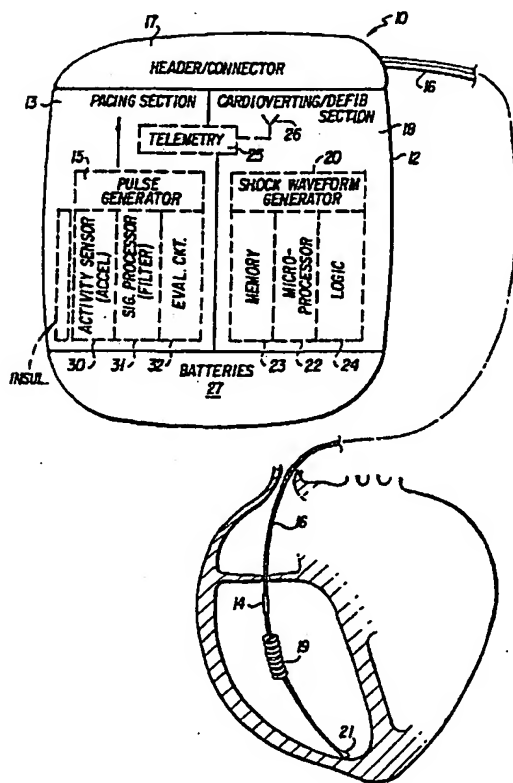 10
17
HEADER/CONNECTOR
16
13
PACING SECTION
CARDIOVERTING/DEFIB
SECTION
26
18
12
TELEMETRY
25
15
20
PULSE
GENERATOR
SHOCK WAVEFORM
GENERATOR
ACTIVITY SENSOR
(ACCEL)
SIG. PROCESSOR
(FILTER)
EVAL. CKT.
MEMORY
MICRO-
PROCESSOR
LOGIC
INSUL.
30
31
32
23
22
24
BATTERIES
27
16
14
19
21